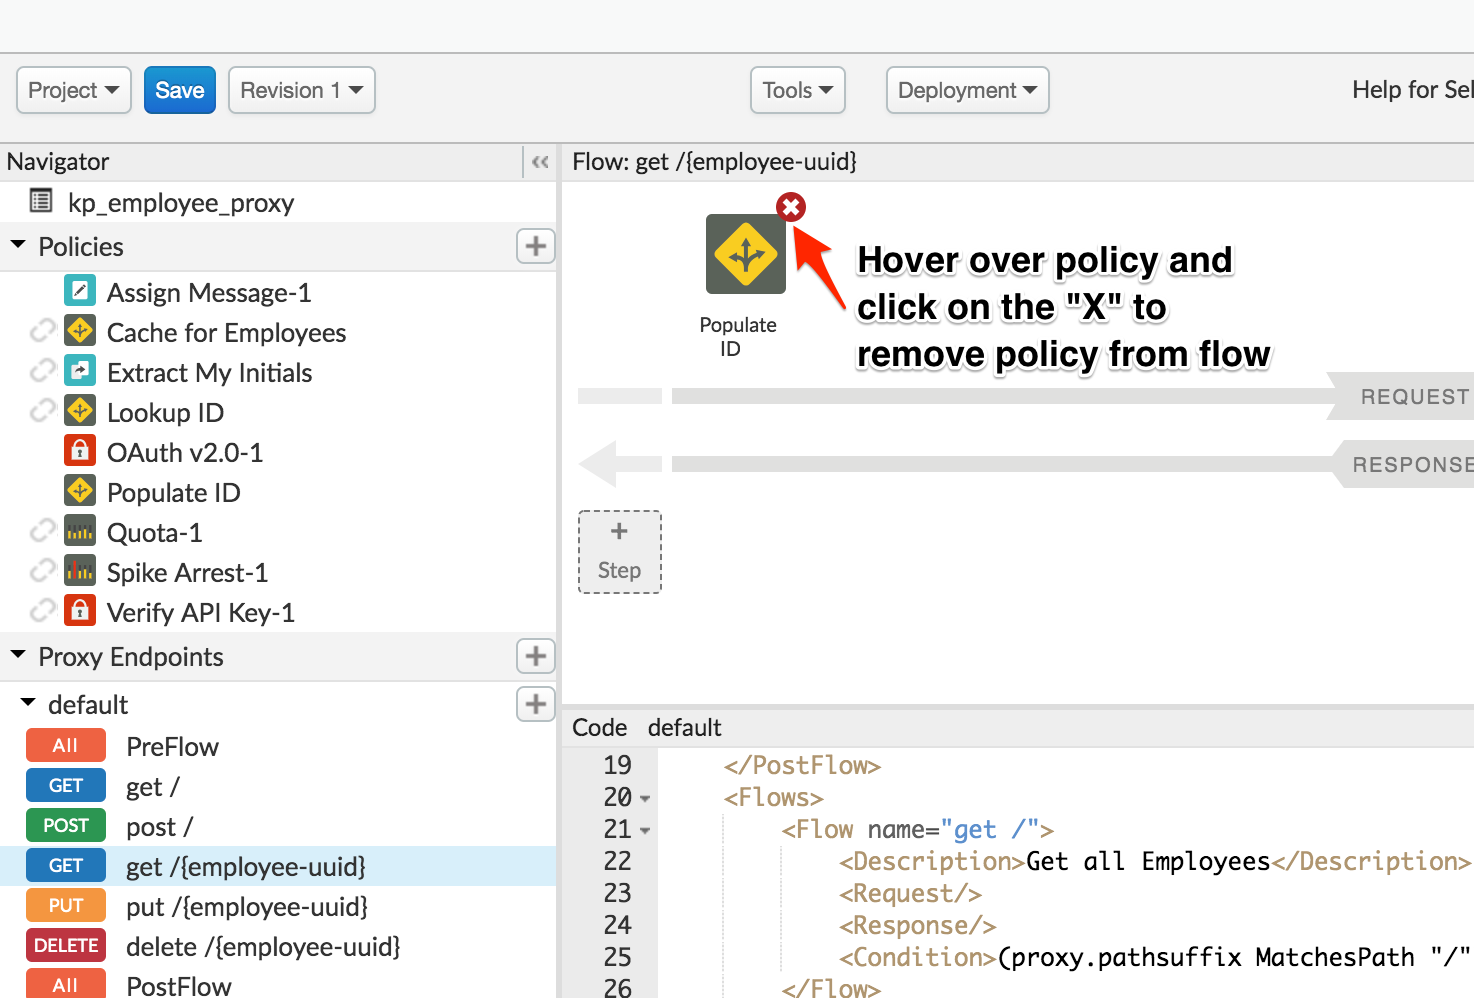 Project
Save
Revision 1
Tools
Deployment
Help for Sel
Navigator
«
Flow: get /{employee-uuid}
kp_employee_proxy
Policies
+
Assign Message-1
Cache for Employees
Extract My Initials
Lookup ID
OAuth v2.0-1
Populate ID
Quota-1
Spike Arrest-1
Verify API Key-1
Proxy Endpoints
+
default
+
All PreFlow
GET get /
POST post /
GET get /{employee-uuid}
PUT put /{employee-uuid}
DELETE delete /{employee-uuid}
All PostFlow
Populate
ID
Hover over policy and
click on the "X" to
remove policy from flow
REQUEST
RESPONSE
+
Step
Code default
19 </PostFlow>
20 <Flows>
21 <Flow name="get /">
22 <Description>Get all Employees</Description>
23 <Request/>
24 <Response/>
25 <Condition>(proxy.pathsuffix MatchesPath "/"
26 </Flow>